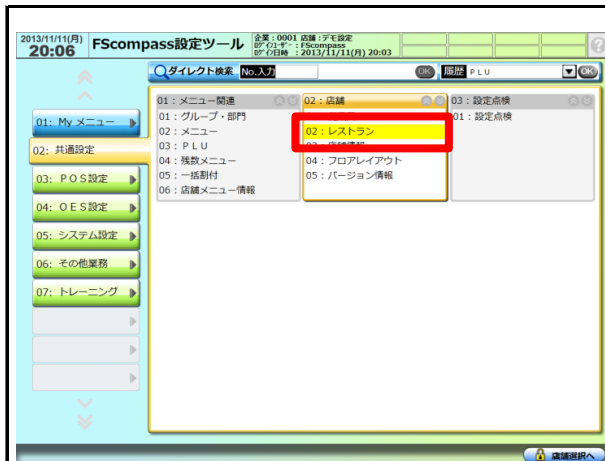 2013/11/11(月)
20:06
FScompass設定ツール
企業：0001 店舗：デモ設定
ﾛｸﾞｲﾝﾕｰｻﾞｰ：FScompass
ﾛｸﾞｲﾝ日時 ：2013/11/11(月) 20:03
ダイレクト検索 No.入力 OK 履歴 ＰＬＵ OK
01: My メニュー
02: 共通設定
03: ＰＯＳ設定
04: ＯＥＳ設定
05: システム設定
06: その他業務
07: トレーニング
01：メニュー関連
01：グループ・部門
02：メニュー
03：ＰＬＵ
04：残数メニュー
05：一括割付
06：店舗メニュー情報
02：店舗
02：レストラン
04：フロアレイアウト
05：バージョン情報
03：設定点検
01：設定点検
店舗選択へ